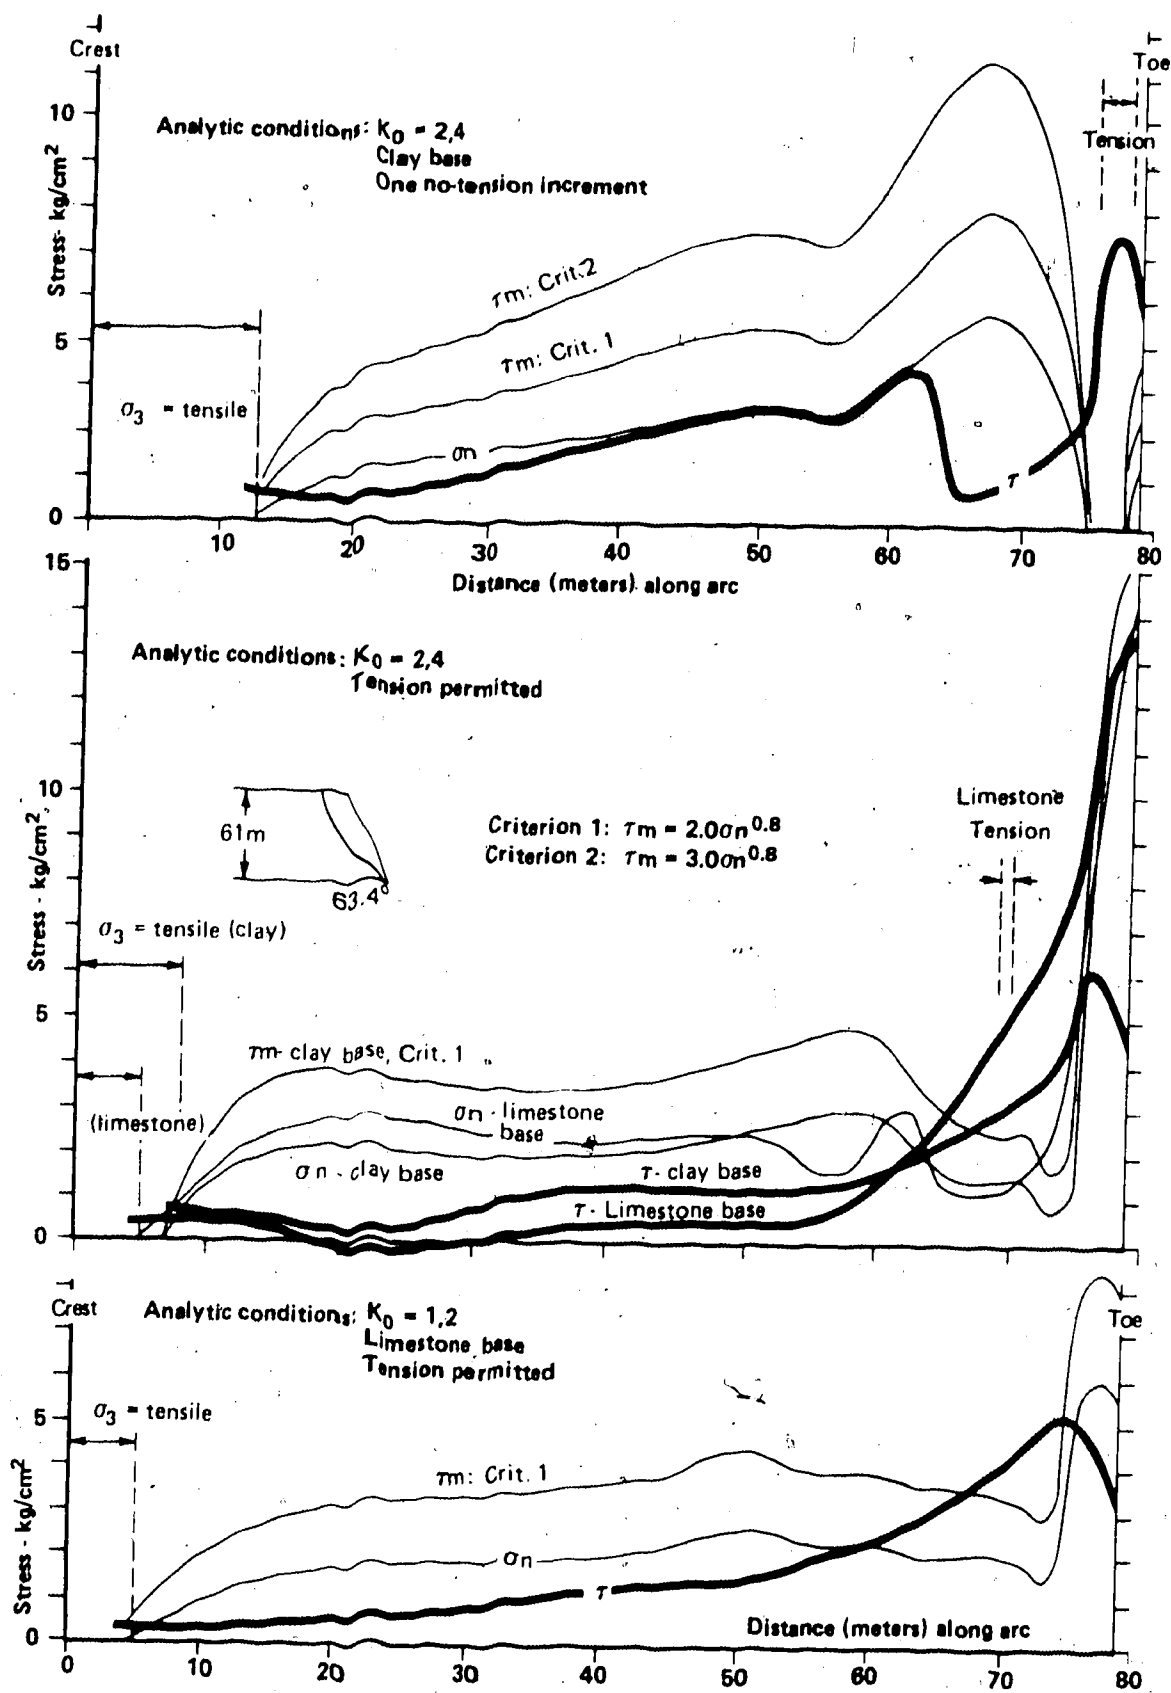 Crest
Toe
10
Analytic conditions: K0 = 2,4
Clay base
One no-tension increment
Tension
Stress- kg/cm2
τm: Crit.2
5
τm: Crit. 1
σ3 = tensile
σn
τ
0
10
20
30
40
50
60
70
80
Distance (meters) along arc
15
Analytic conditions: K0 = 2,4
Tension permitted
10
Limestone
Tension
61m
Criterion 1: τm = 2.0σn0.8
Criterion 2: τm = 3.0σn0.8
63.4°
Stress - kg/cm2
σ3 = tensile (clay)
5
τm- clay base, Crit. 1
(limestone)
σn - limestone
base
σn - clay base
τ- clay base
τ- Limestone base
0
Crest
Analytic conditions: K0 = 1,2
Limestone base
Tension permitted
Toe
σ3 = tensile
5
τm: Crit. 1
Stress - kg/cm2
σn
τ
Distance (meters) along arc
0
0
10
20
30
40
50
60
70
80